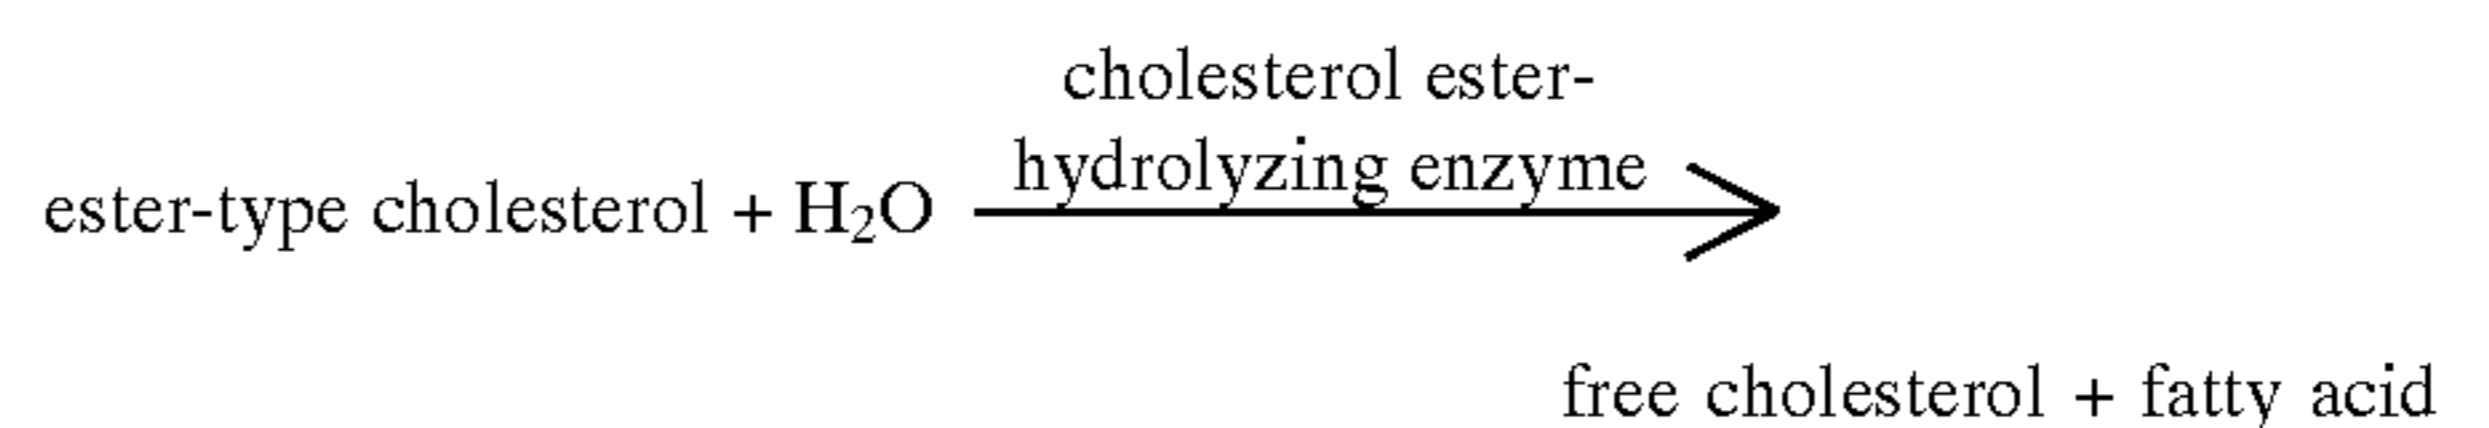 cholesterol ester-
hydrolyzing enzyme
ester-type cholesterol + H₂O
free cholesterol + fatty acid